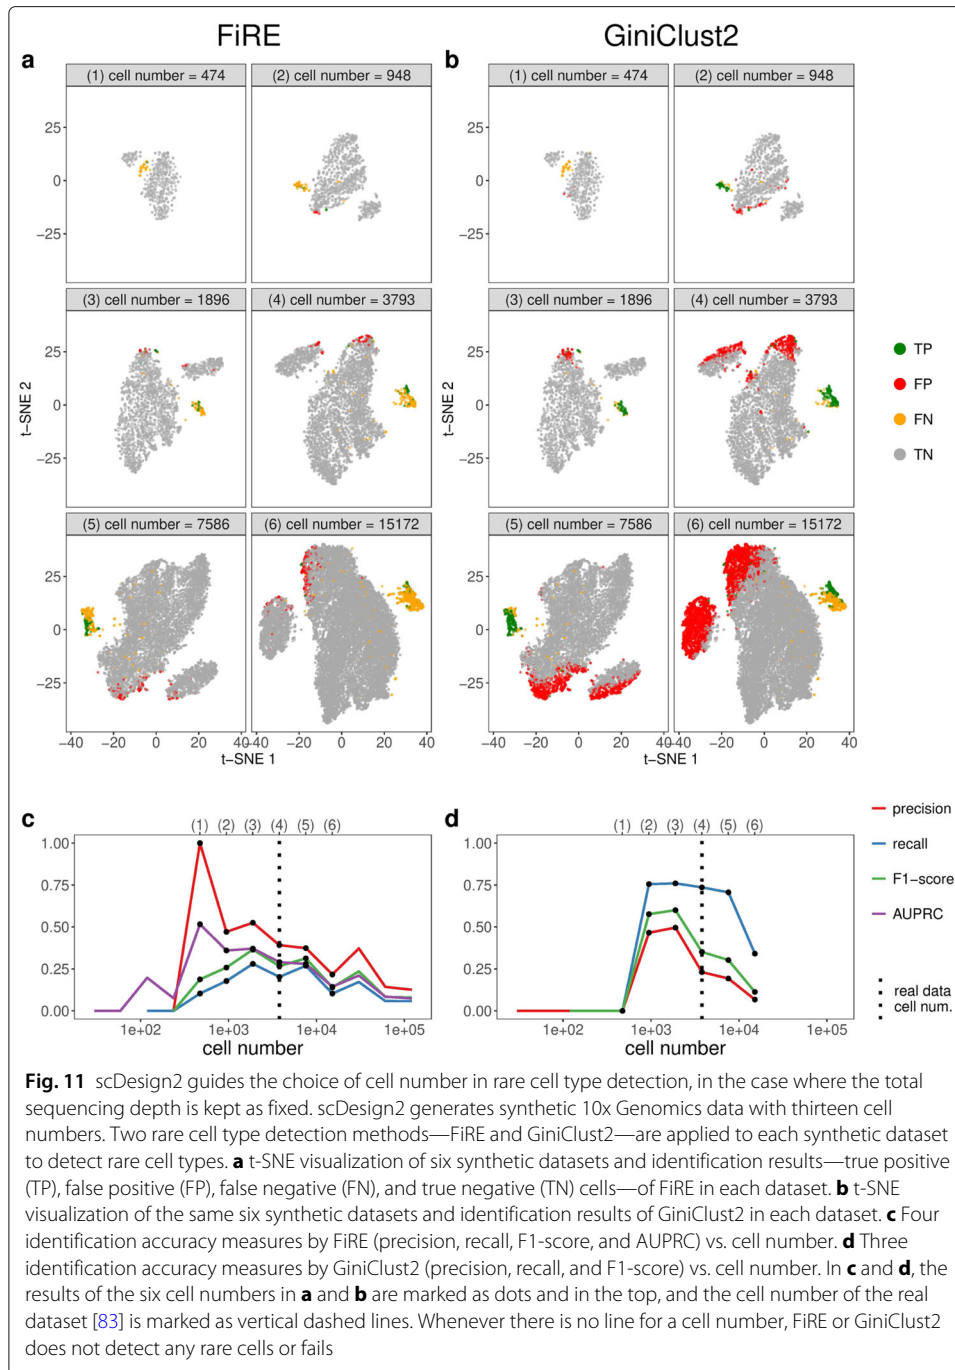 FiRE
GiniClust2
a
b
(1) cell number = 474
(2) cell number = 948
(1) cell number = 474
(2) cell number = 948
25
0
−25
25
0
−25
(3) cell number = 1896
(4) cell number = 3793
(3) cell number = 1896
(4) cell number = 3793
25
0
−25
25
0
−25
t−SNE 2
t−SNE 2
TP
FP
FN
TN
(5) cell number = 7586
(6) cell number = 15172
(5) cell number = 7586
(6) cell number = 15172
25
0
−25
25
0
−25
−40 −20 0 20 40 −40 −20 0 20 40
−40 −20 0 20 40 −40 −20 0 20 40
t−SNE 1
t−SNE 1
c
(1) (2) (3) (4) (5) (6)
d
(1) (2) (3) (4) (5) (6)
1.00
0.75
0.50
0.25
0.00
1.00
0.75
0.50
0.25
0.00
1e+02 1e+03 1e+04 1e+05
1e+02 1e+03 1e+04 1e+05
cell number
cell number
precision
recall
F1−score
AUPRC
real data
cell num.
Fig. 11 scDesign2 guides the choice of cell number in rare cell type detection, in the case where the total
sequencing depth is kept as fixed. scDesign2 generates synthetic 10x Genomics data with thirteen cell
numbers. Two rare cell type detection methods—FiRE and GiniClust2—are applied to each synthetic dataset
to detect rare cell types. a t-SNE visualization of six synthetic datasets and identification results—true positive
(TP), false positive (FP), false negative (FN), and true negative (TN) cells—of FiRE in each dataset. b t-SNE
visualization of the same six synthetic datasets and identification results of GiniClust2 in each dataset. c Four
identification accuracy measures by FiRE (precision, recall, F1-score, and AUPRC) vs. cell number. d Three
identification accuracy measures by GiniClust2 (precision, recall, and F1-score) vs. cell number. In c and d, the
results of the six cell numbers in a and b are marked as dots and in the top, and the cell number of the real
dataset [83] is marked as vertical dashed lines. Whenever there is no line for a cell number, FiRE or GiniClust2
does not detect any rare cells or fails